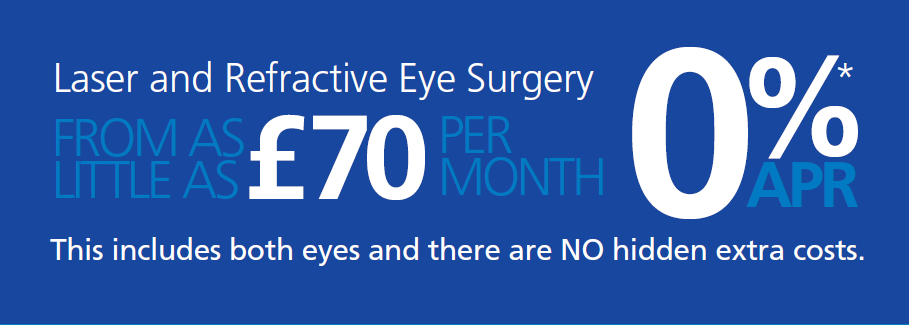 Laser and Refractive Eye Surgery
FROM AS
LITTLE AS
£70
PER
MONTH
0%*
APR
This includes both eyes and there are NO hidden extra costs.